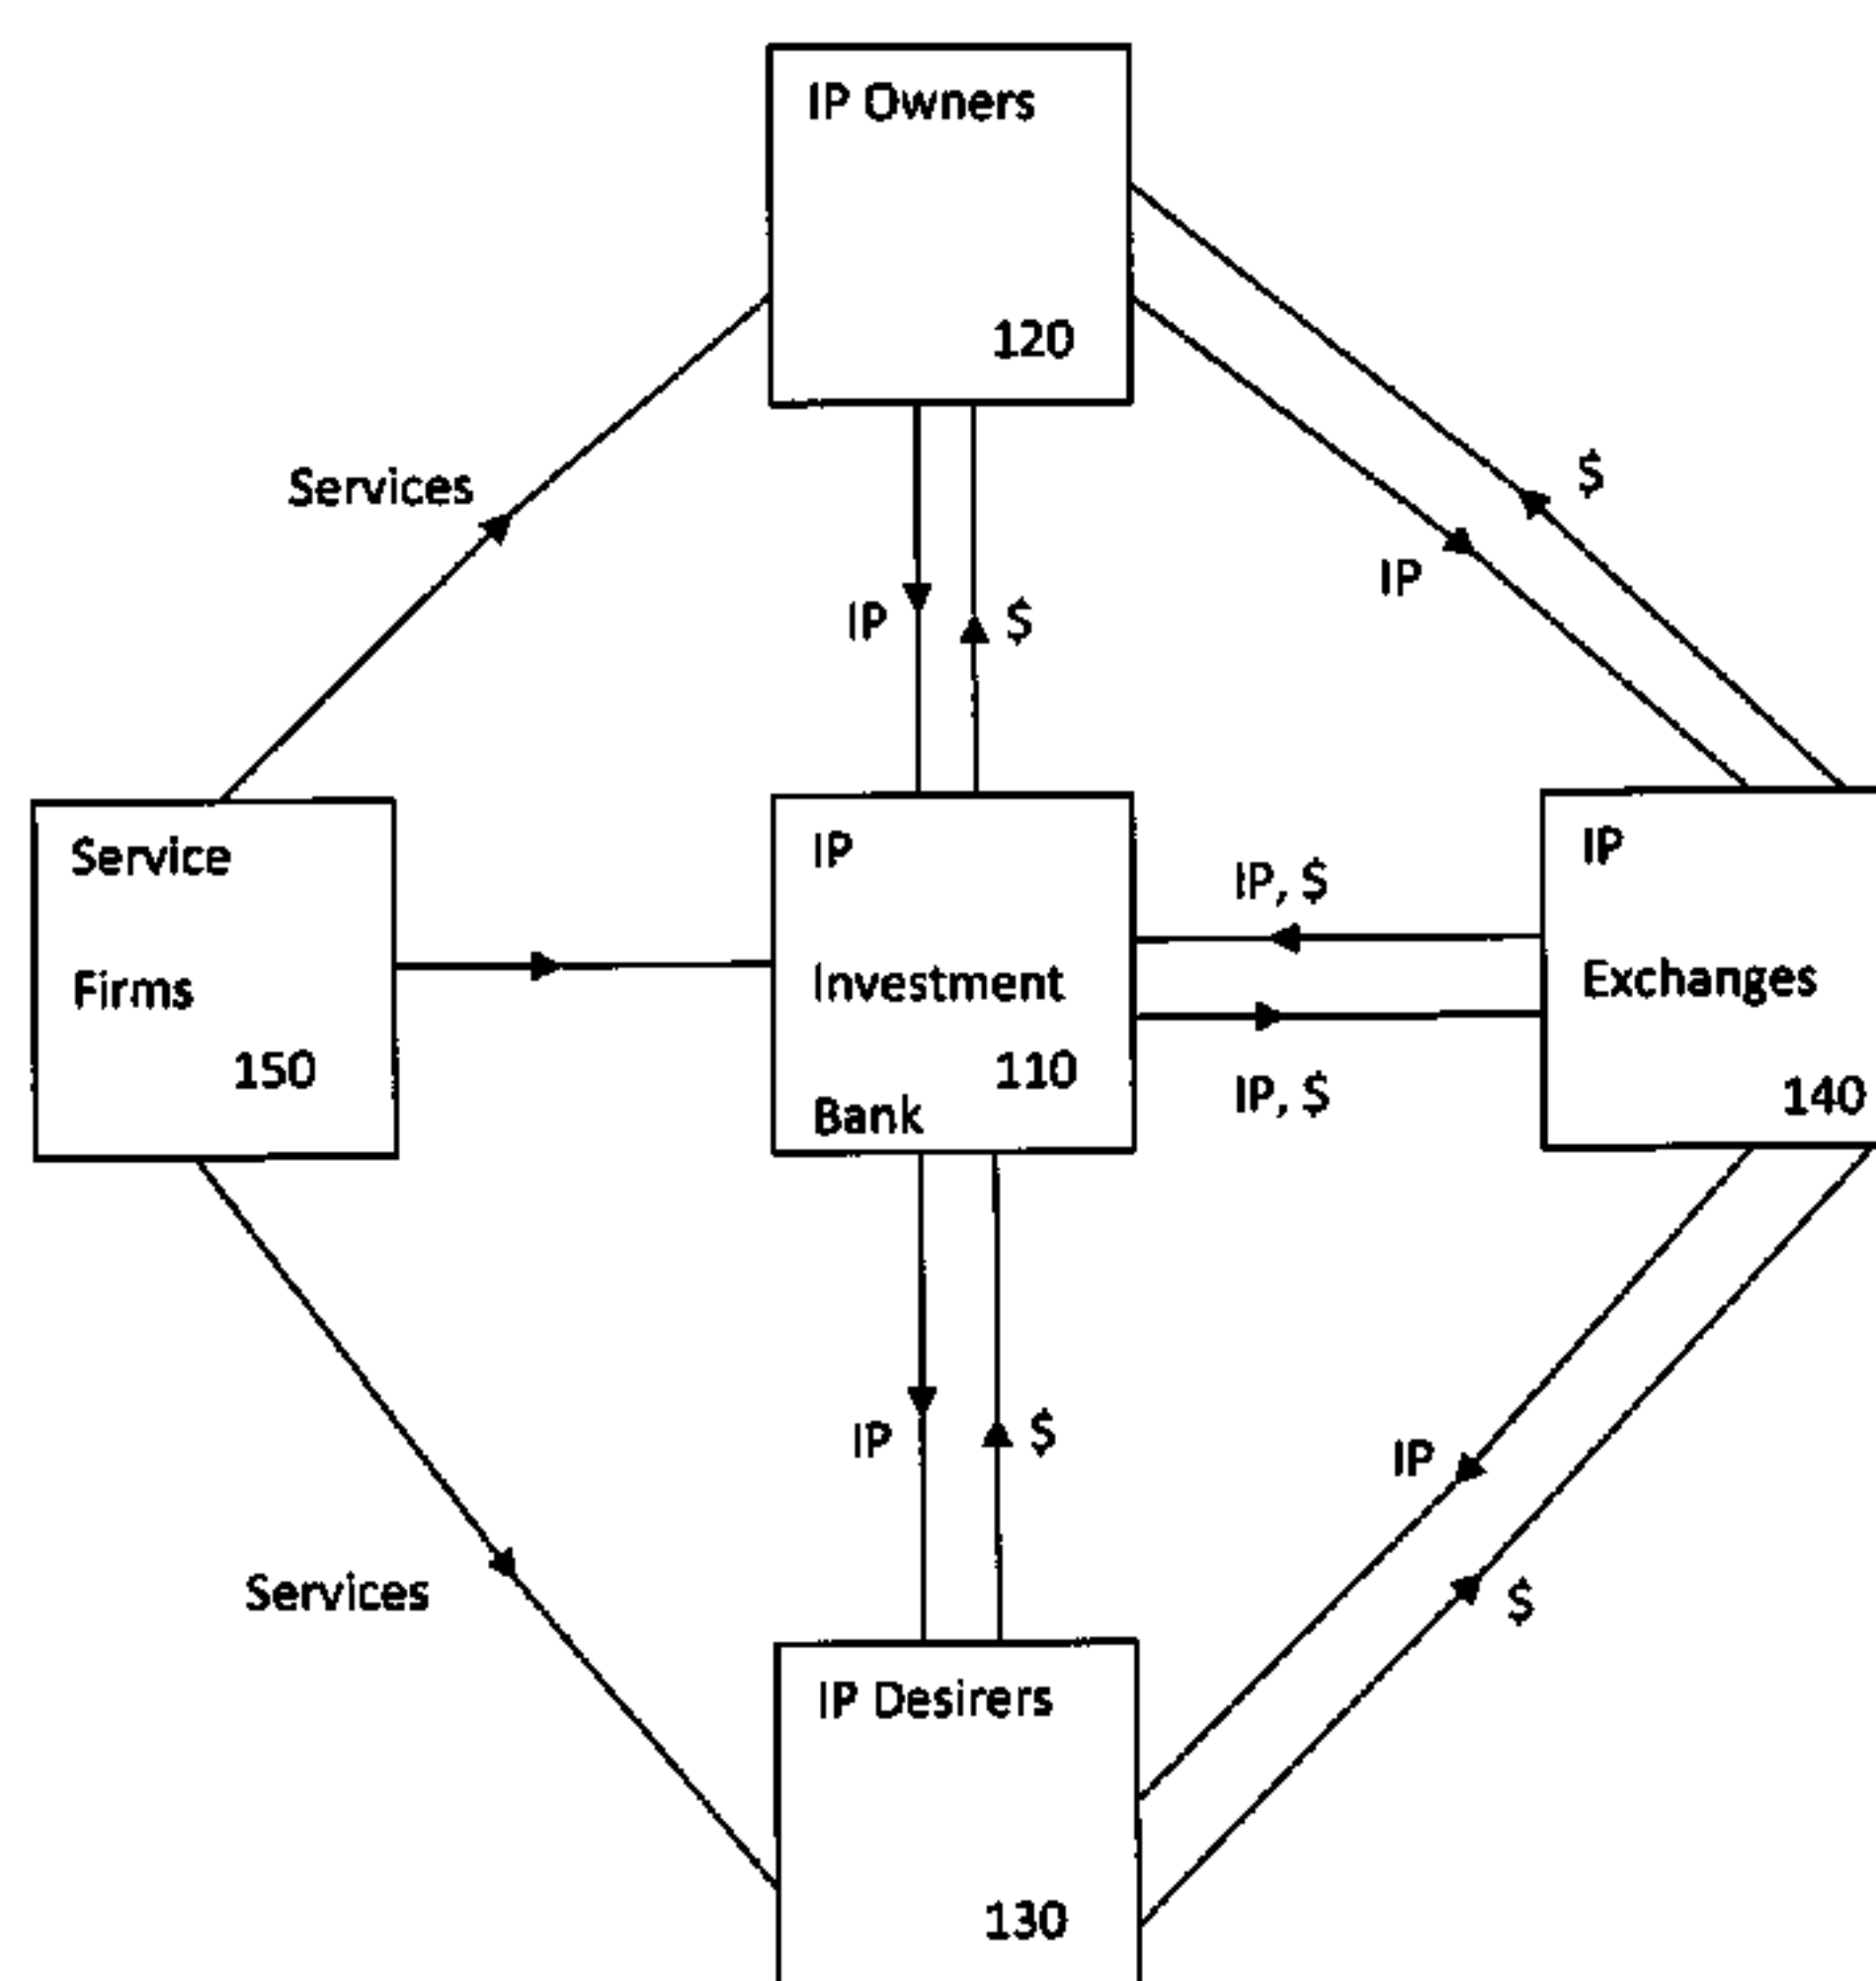 IP Owners
120
Services
$
IP
IP
$
Service
Firms
150
IP
Investment
110
Bank
IP, $
IP, $
IP
Exchanges
140
IP
$
IP
$
Services
IP Desirers
130